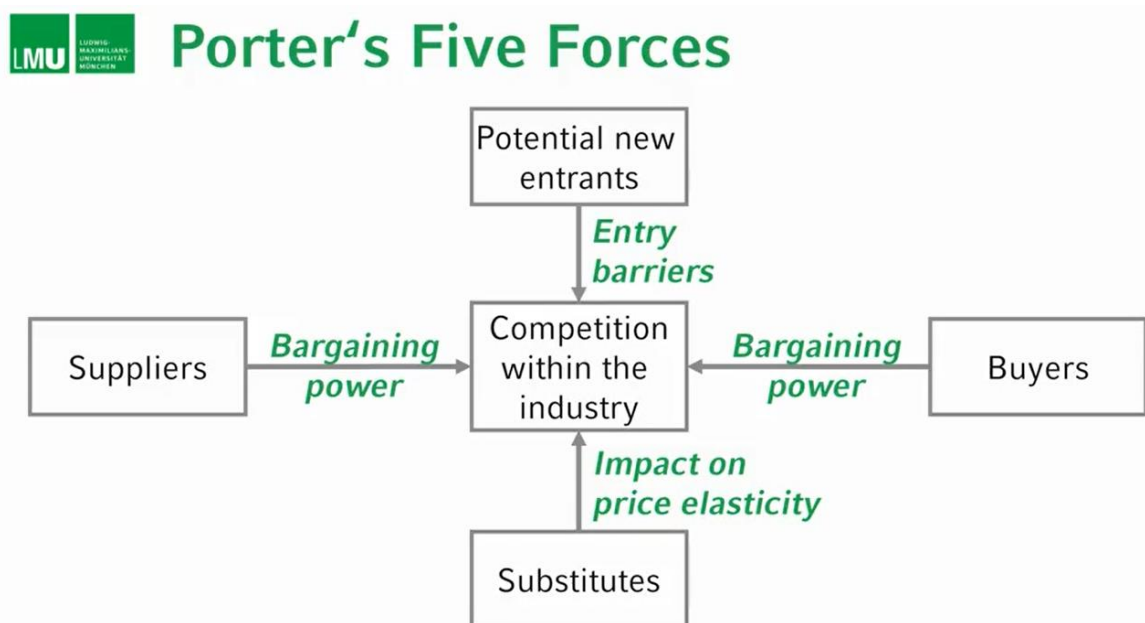 LMU
LUDWIG-
MAXIMILIANS-
UNIVERSITÄT
MÜNCHEN
Porter‘s Five Forces
Potential new
entrants
Entry
barriers
Suppliers
Bargaining
power
Competition
within the
industry
Bargaining
power
Buyers
Impact on
price elasticity
Substitutes